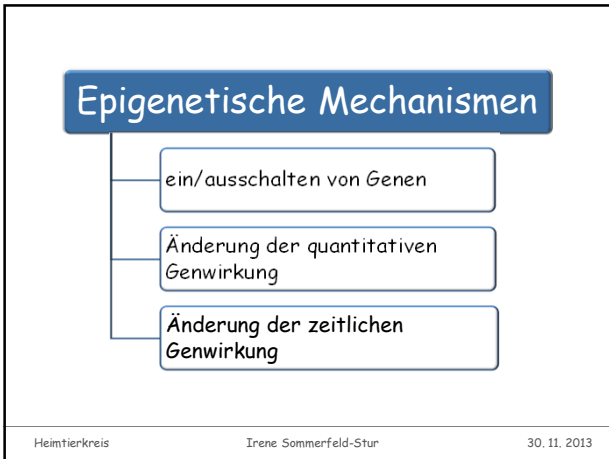 Epigenetische Mechanismen
ein/ausschalten von Genen
Änderung der quantitativen
Genwirkung
Änderung der zeitlichen
Genwirkung
Heimtierkreis Irene Sommerfeld-Stur 30. 11. 2013